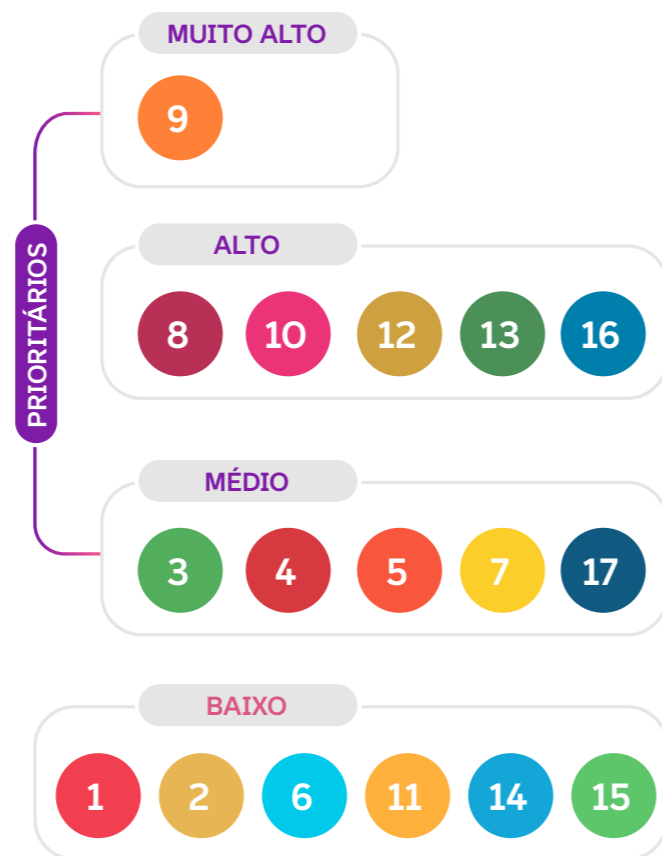 MUITO ALTO
9
PRIORITÁRIOS
ALTO
8 10 12 13 16
MÉDIO
3 4 5 7 17
BAIXO
1 2 6 11 14 15